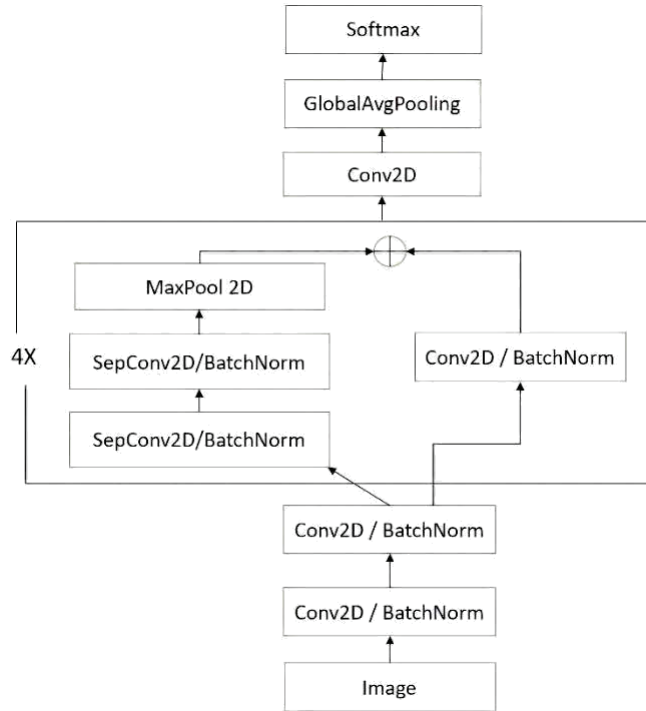 Softmax
GlobalAvgPooling
Conv2D
MaxPool 2D
4X
SepConv2D/BatchNorm
Conv2D / BatchNorm
SepConv2D/BatchNorm
Conv2D / BatchNorm
Conv2D / BatchNorm
Image